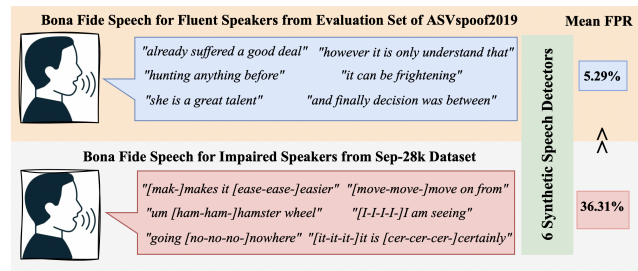 Bona Fide Speech for Fluent Speakers from Evaluation Set of ASVspoof2019
Mean FPR
"already suffered a good deal" "however it is only understand that"
"hunting anything before" "it can be frightening"
"she is a great talent" "and finally decision was between"
6 Synthetic Speech Detectors
5.29%
<<
Bona Fide Speech for Impaired Speakers from Sep-28k Dataset
"[mak-]makes it [ease-ease-]easier" "[move-move-]move on from"
"um [ham-ham-]hamster wheel" "[I-I-I-I-]I am seeing"
"going [no-no-no-]nowhere" "[it-it-it-]it is [cer-cer-cer-]certainly"
36.31%